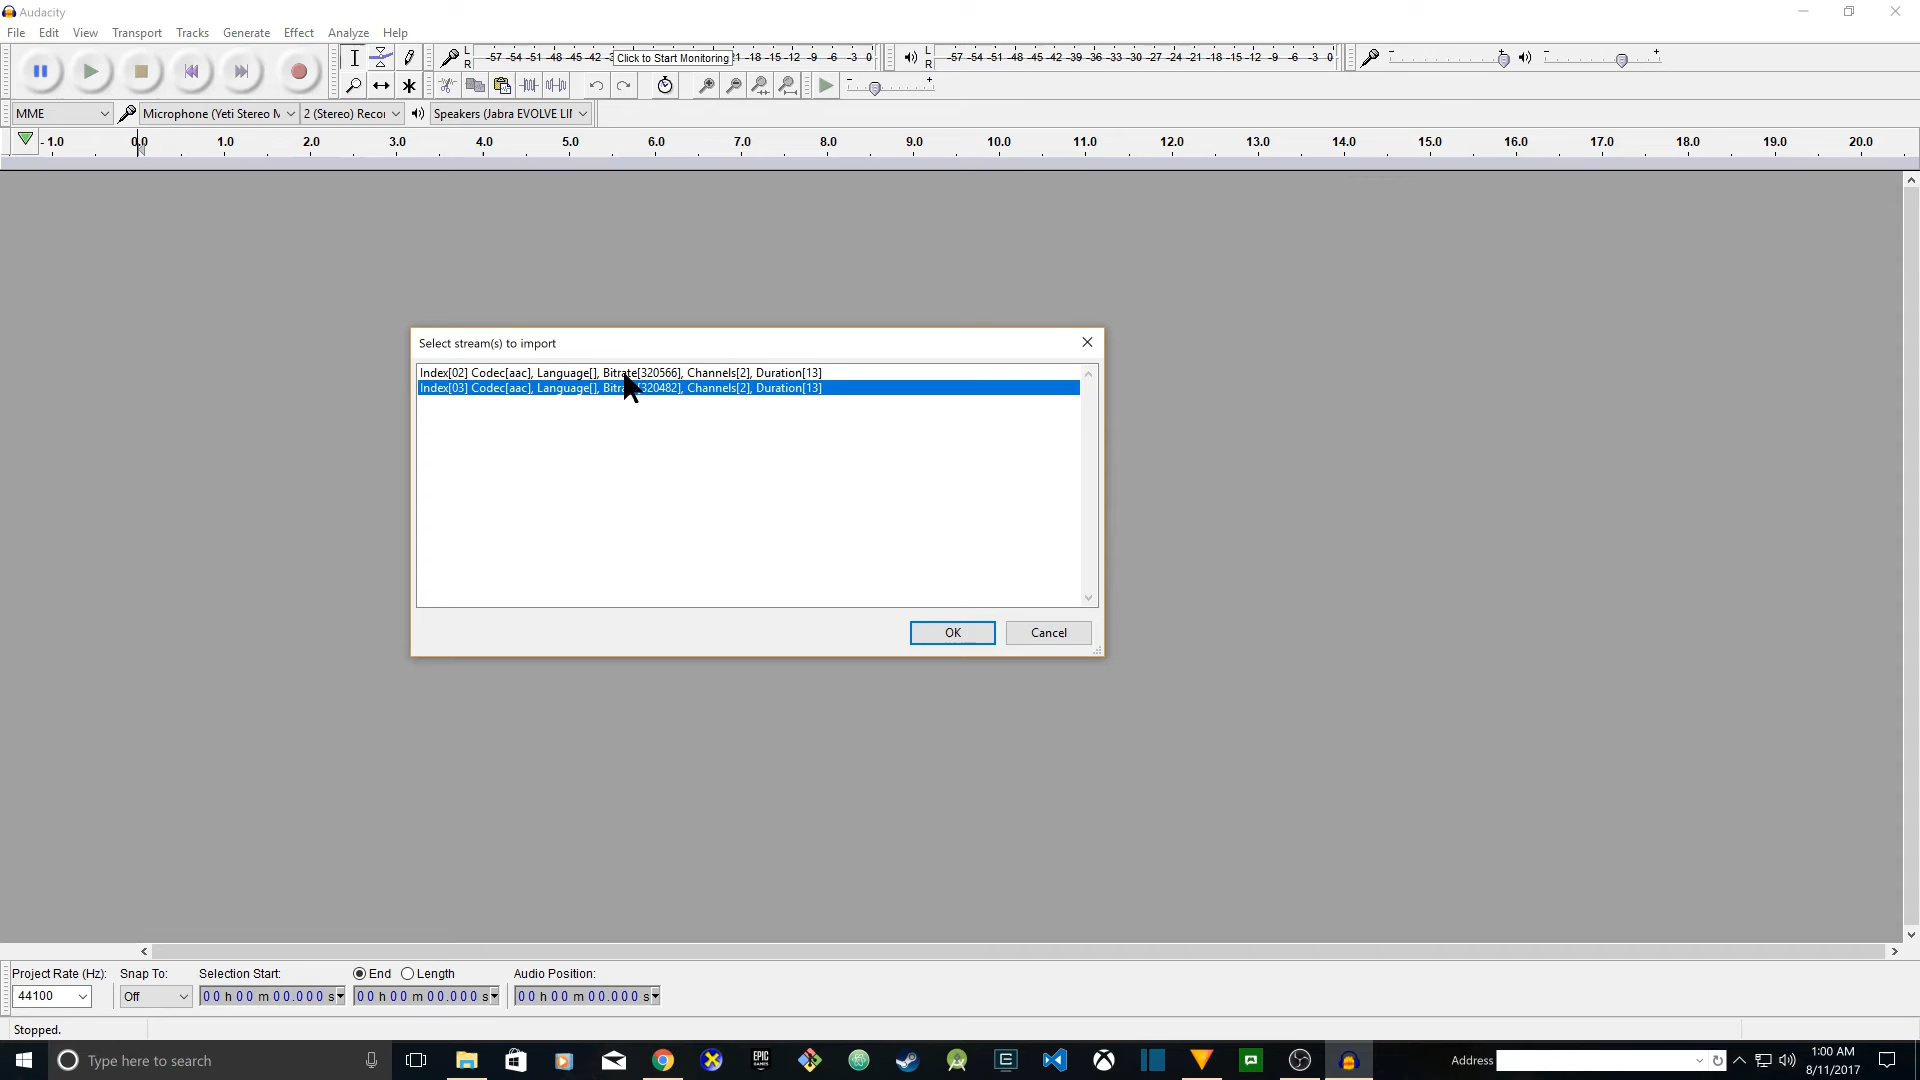 Audacity
File Edit View Transport Tracks Generate Effect Analyze Help
L
R
-57 -54 -51 -48 -45 -42 -3
Click to Start Monitoring
-18 -15 -12 -9 -6 -3 0
L
R
-57 -54 -51 -48 -45 -42 -39 -36 -33 -30 -27 -24 -21 -18 -15 -12 -9 -6 -3 0
- + - +
- +
MME
Microphone (Yeti Stereo
2 (Stereo) Recor
Speakers (Jabra EVOLVE
-1.0 0.0 1.0 2.0 3.0 4.0 5.0 6.0 7.0 8.0 9.0 10.0 11.0 12.0 13.0 14.0 15.0 16.0 17.0 18.0 19.0 20.0
Select stream(s) to import
Index[02] Codec[aac], Language[], Bitrate[320566], Channels[2], Duration[13]
Index[03] Codec[aac], Language[], Bit 320482], Channels[2], Duration[13]
OK Cancel
Project Rate (Hz): Snap To: Selection Start: End Length Audio Position:
44100 Off 00 h 00 m 00.000 s 00 h 00 m 00.000 s 00 h 00 m 00.000 s
Stopped.
Type here to search
EPIC
GAMES
Address
1:00 AM
8/11/2017